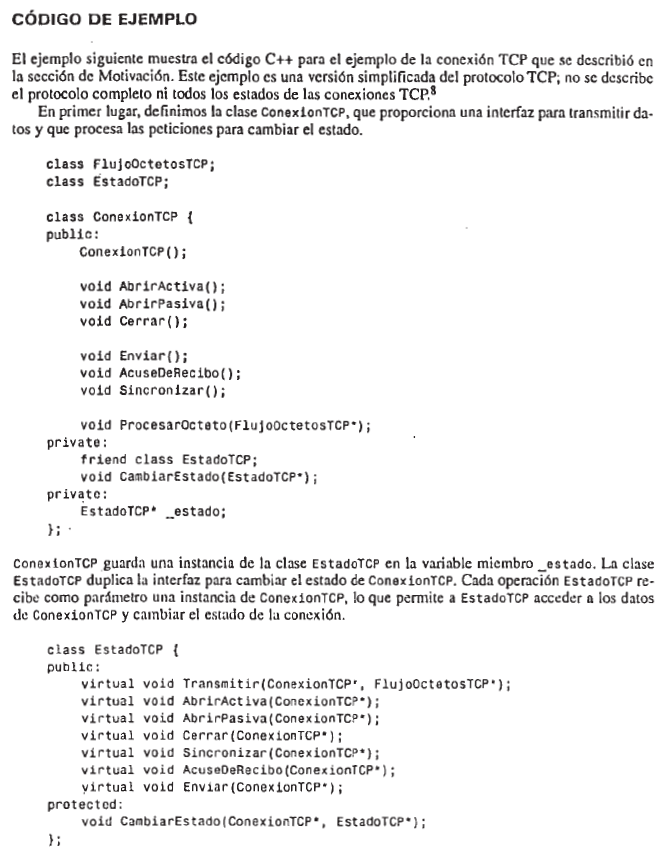 CÓDIGO DE EJEMPLO
El ejemplo siguiente muestra el código C++ para el ejemplo de la conexión TCP que se describió en
la sección de Motivación. Este ejemplo es una versión simplificada del protocolo TCP; no se describe
el protocolo completo ni todos los estados de las conexiones TCP.⁸
En primer lugar, definimos la clase ConexionTCP, que proporciona una interfaz para transmitir da-
tos y que procesa las peticiones para cambiar el estado.
class FlujoOctetosTCP;
class EstadoTCP;
class ConexionTCP {
public:
ConexionTCP();
void AbrirActiva();
void AbrirPasiva();
void Cerrar();
void Enviar();
void AcuseDeRecibo();
void Sincronizar();
void ProcesarOcteto(FlujoOctetosTCP*);
private:
friend class EstadoTCP;
void CambiarEstado(EstadoTCP*);
private:
EstadoTCP* _estado;
};
ConexionTCP guarda una instancia de la clase EstadoTCP en la variable miembro _estado. La clase
EstadoTCP duplica la interfaz para cambiar el estado de ConexionTCP. Cada operación EstadoTCP re-
cibe como parámetro una instancia de ConexionTCP, lo que permite a EstadoTCP acceder a los datos
de ConexionTCP y cambiar el estado de la conexión.
class EstadoTCP {
public:
virtual void Transmitir(ConexionTCP*, FlujoOctetosTCP*);
virtual void AbrirActiva(ConexionTCP*);
virtual void AbrirPasiva(ConexionTCP*);
virtual void Cerrar(ConexionTCP*);
virtual void Sincronizar(ConexionTCP*);
virtual void AcuseDeRecibo(ConexionTCP*);
virtual void Enviar(ConexionTCP*);
protected:
void CambiarEstado(ConexionTCP*, EstadoTCP*);
};